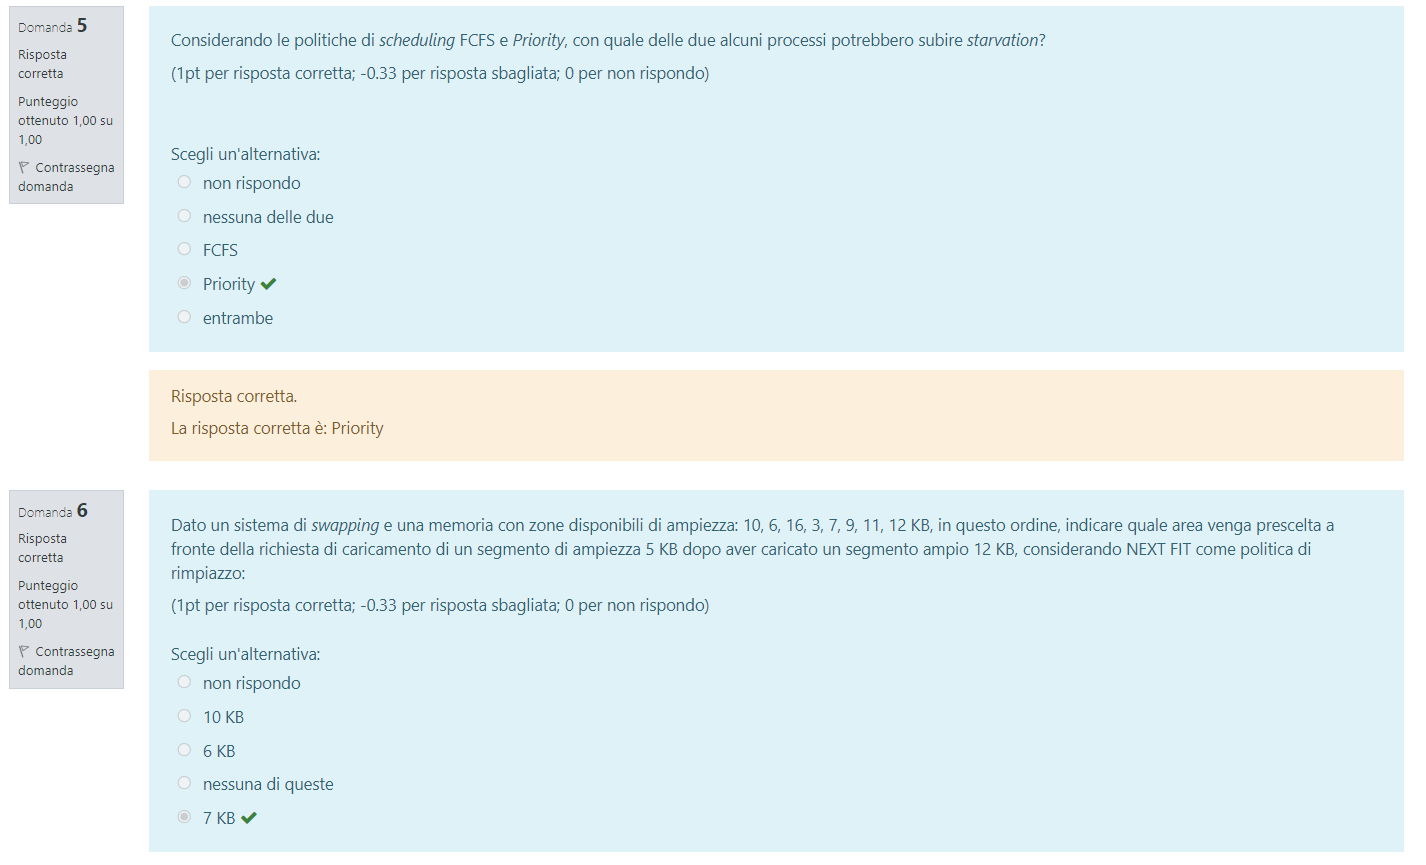 Domanda 5
Risposta
corretta
Punteggio
ottenuto 1,00 su
1,00
Contrassegna
domanda
Considerando le politiche di scheduling FCFS e Priority, con quale delle due alcuni processi potrebbero subire starvation?
(1pt per risposta corretta; -0.33 per risposta sbagliata; 0 per non rispondo)
Scegli un'alternativa:
non rispondo
nessuna delle due
FCFS
Priority
entrambe
Risposta corretta.
La risposta corretta è: Priority
Domanda 6
Risposta
corretta
Punteggio
ottenuto 1,00 su
1,00
Contrassegna
domanda
Dato un sistema di swapping e una memoria con zone disponibili di ampiezza: 10, 6, 16, 3, 7, 9, 11, 12 KB, in questo ordine, indicare quale area venga prescelta a
fronte della richiesta di caricamento di un segmento di ampiezza 5 KB dopo aver caricato un segmento ampio 12 KB, considerando NEXT FIT come politica di
rimpiazzo:
(1pt per risposta corretta; -0.33 per risposta sbagliata; 0 per non rispondo)
Scegli un'alternativa:
non rispondo
10 KB
6 KB
nessuna di queste
7 KB